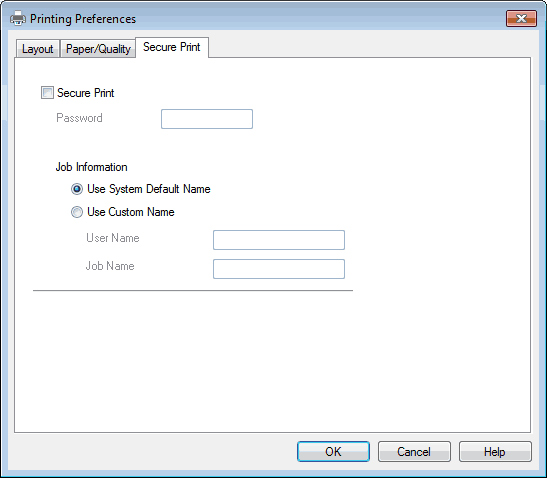 Printing Preferences
Layout Paper/Quality Secure Print
Secure Print
Password
Job Information
Use System Default Name
Use Custom Name
User Name
Job Name
OK Cancel Help